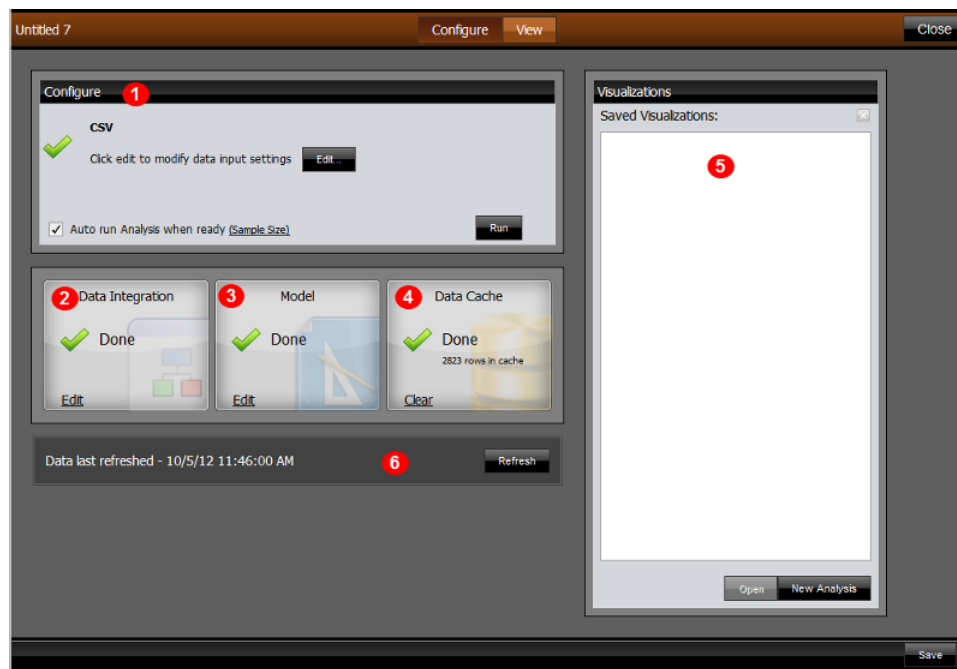 Untitled 7
Configure View
Close
Configure 1
CSV
Click edit to modify data input settings Edit...
Auto run Analysis when ready (Sample Size)
Run
2 Data Integration
Done
Edit
3 Model
Done
Edit
4 Data Cache
Done
2823 rows in cache
Clear
Data last refreshed - 10/5/12 11:46:00 AM 6 Refresh
Visualizations
Saved Visualizations:
5
Open New Analysis
Save